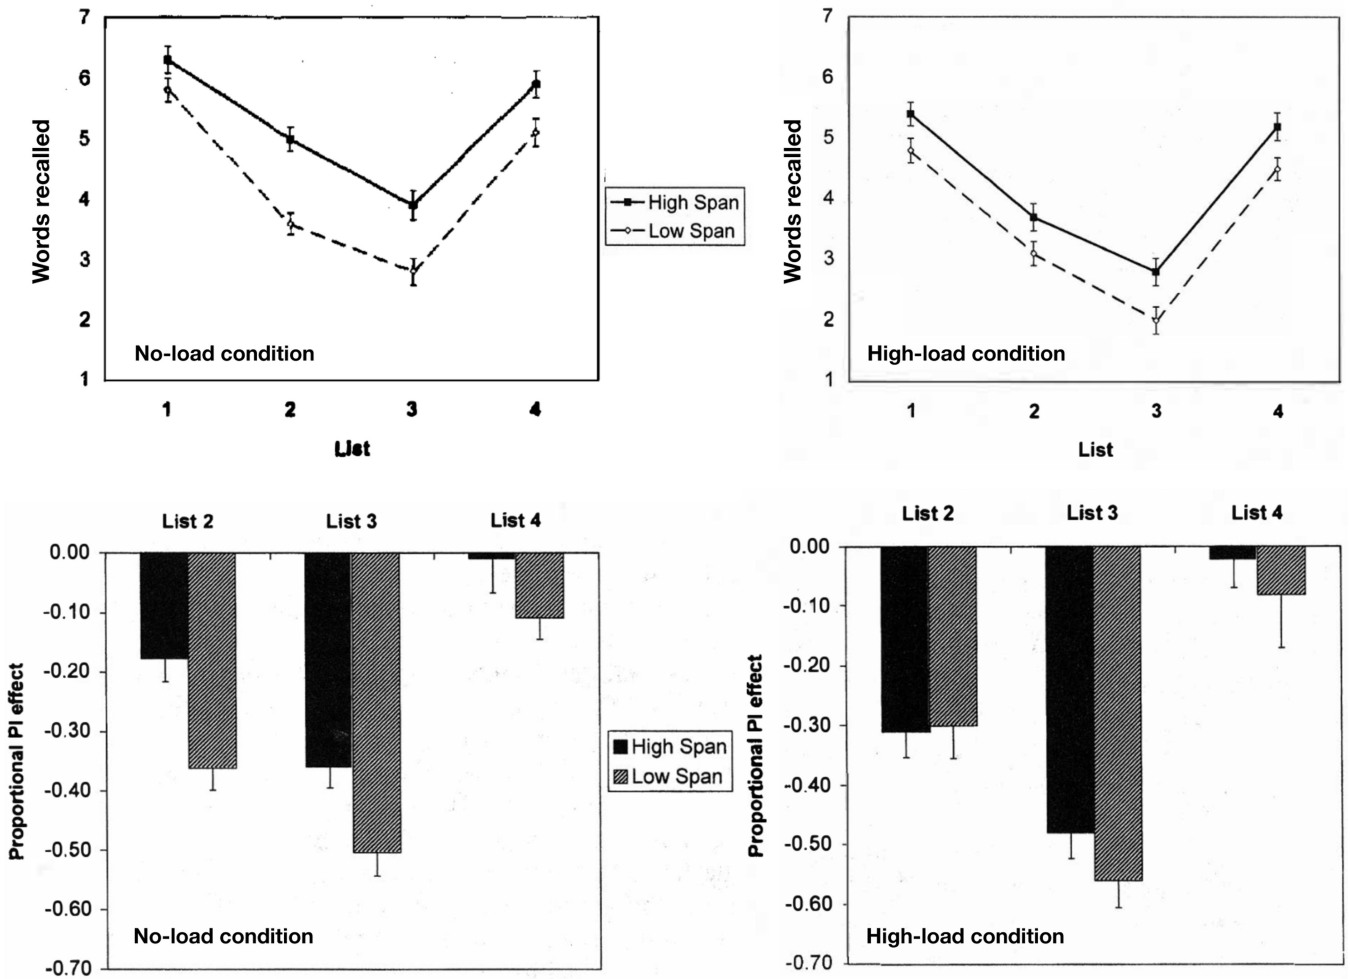 7
6
5
4
3
2
1
Words recalled
No-load condition
1 2 3 4
List
High Span
Low Span
7
6
5
4
3
2
1
Words recalled
High-load condition
1 2 3 4
List
List 2 List 3 List 4
0.00
-0.10
-0.20
-0.30
-0.40
-0.50
-0.60
-0.70
Proportional PI effect
No-load condition
High Span
Low Span
List 2 List 3 List 4
0.00
-0.10
-0.20
-0.30
-0.40
-0.50
-0.60
-0.70
Proportional PI effect
High-load condition